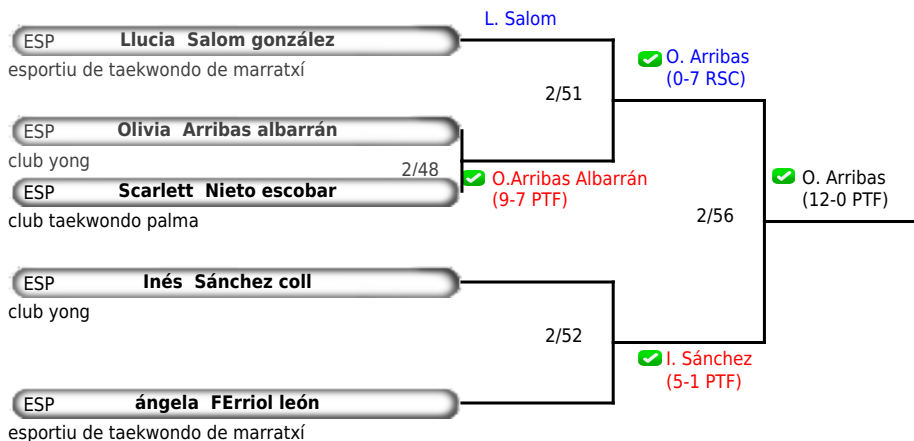 L. Salom
ESP Llucia Salom gonzález
esportiu de taekwondo de marratxí
O. Arribas
(0-7 RSC)
2/51
ESP Olivia Arribas albarrán
club yong
2/48
O.Arribas Albarrán
(9-7 PTF)
ESP Scarlett Nieto escobar
club taekwondo palma
O. Arribas
(12-0 PTF)
2/56
ESP Inés Sánchez coll
club yong
2/52
I. Sánchez
(5-1 PTF)
ESP ángela FErriol león
esportiu de taekwondo de marratxí